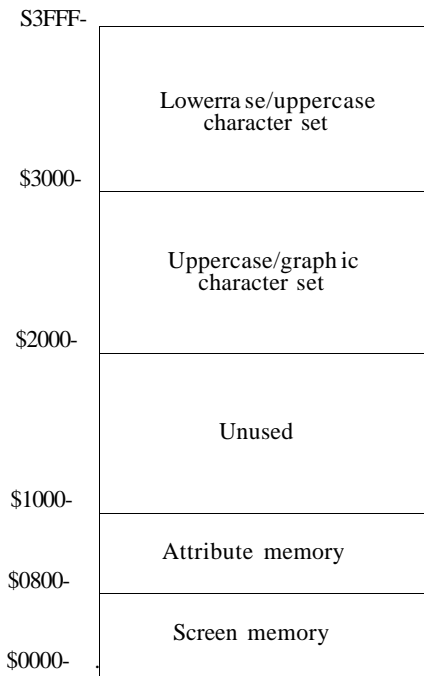 S3FFF-
Lowerra se/uppercase
character set
$3000-
Uppercase/graph ic
character set
$2000-
Unused
$1000-
Attribute memory
$0800-
Screen memory
$0000-